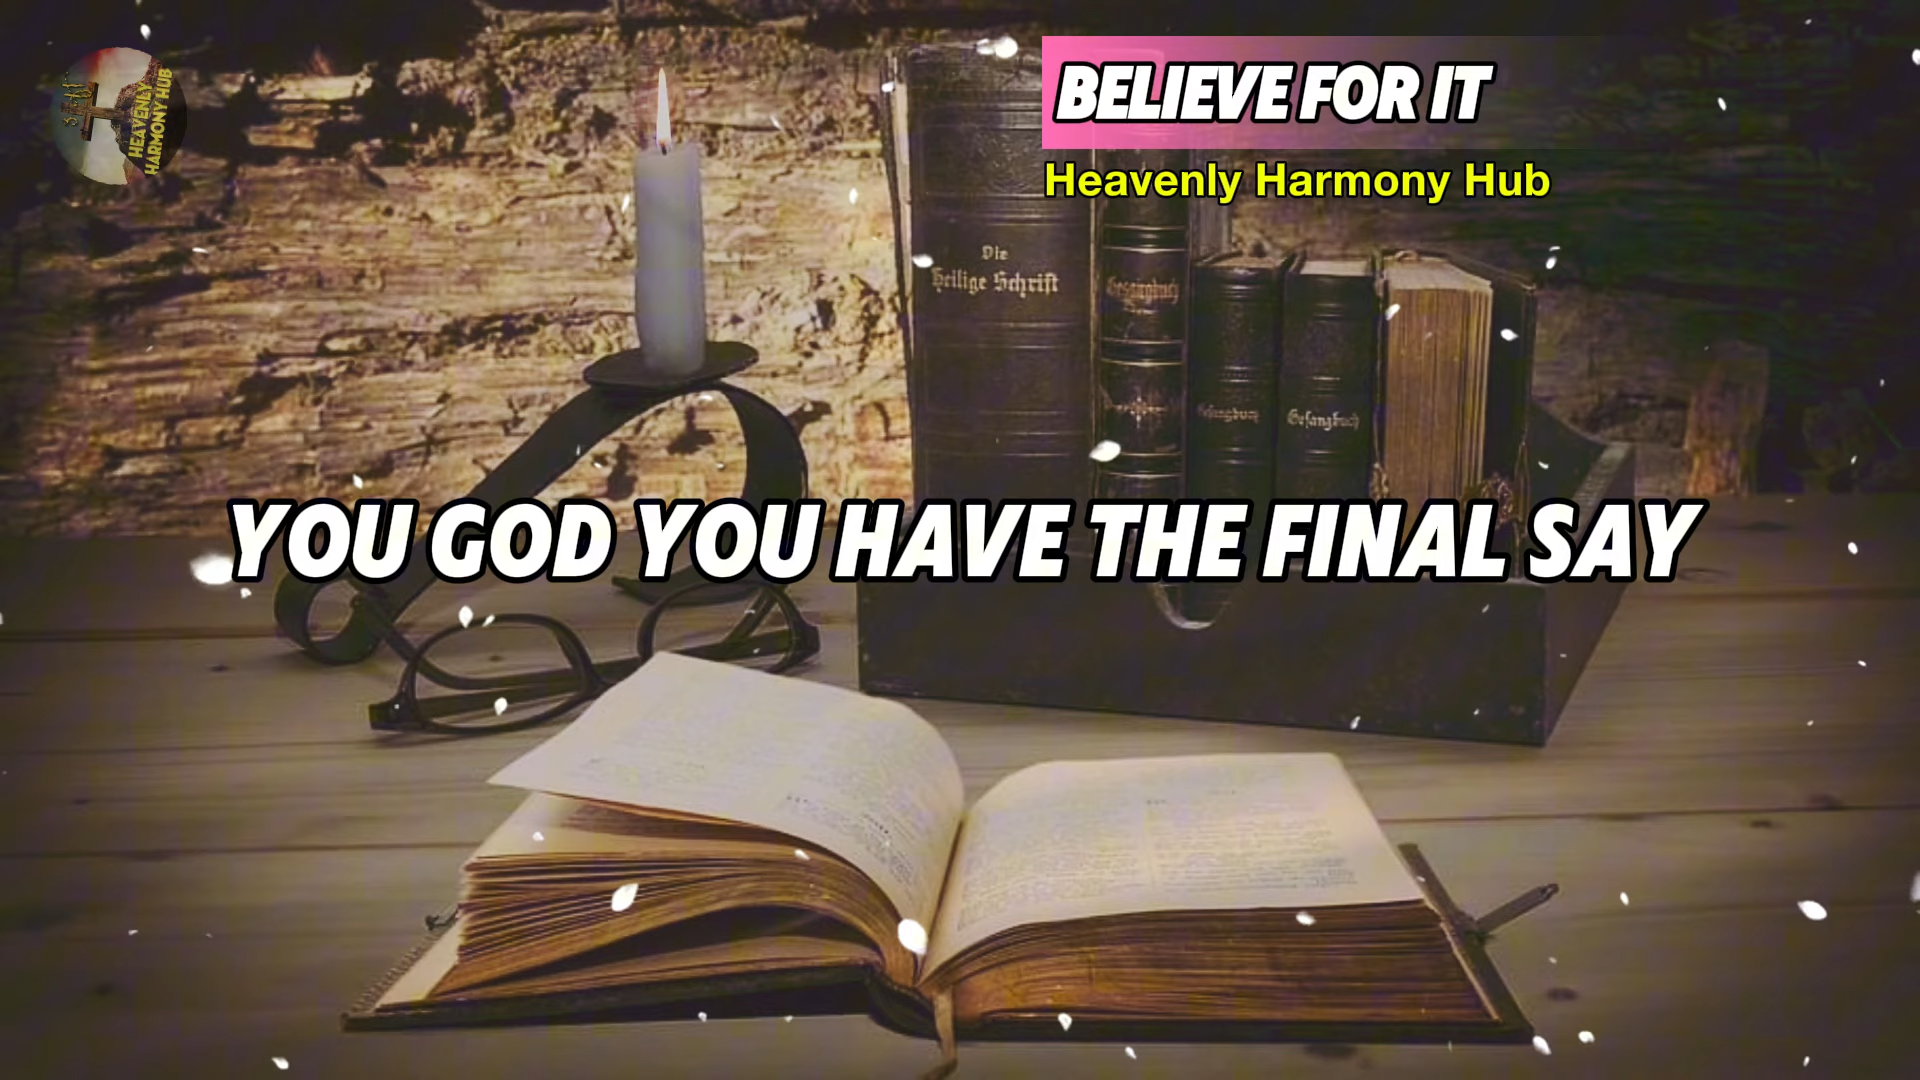 HEAVENLY
HARMONY HUB
BELIEVE FOR IT
Heavenly Harmony Hub
Die
Heilige Schrift
Gesangbuch
Gesangbuch
Gesangbuch
YOU GOD YOU HAVE THE FINAL SAY